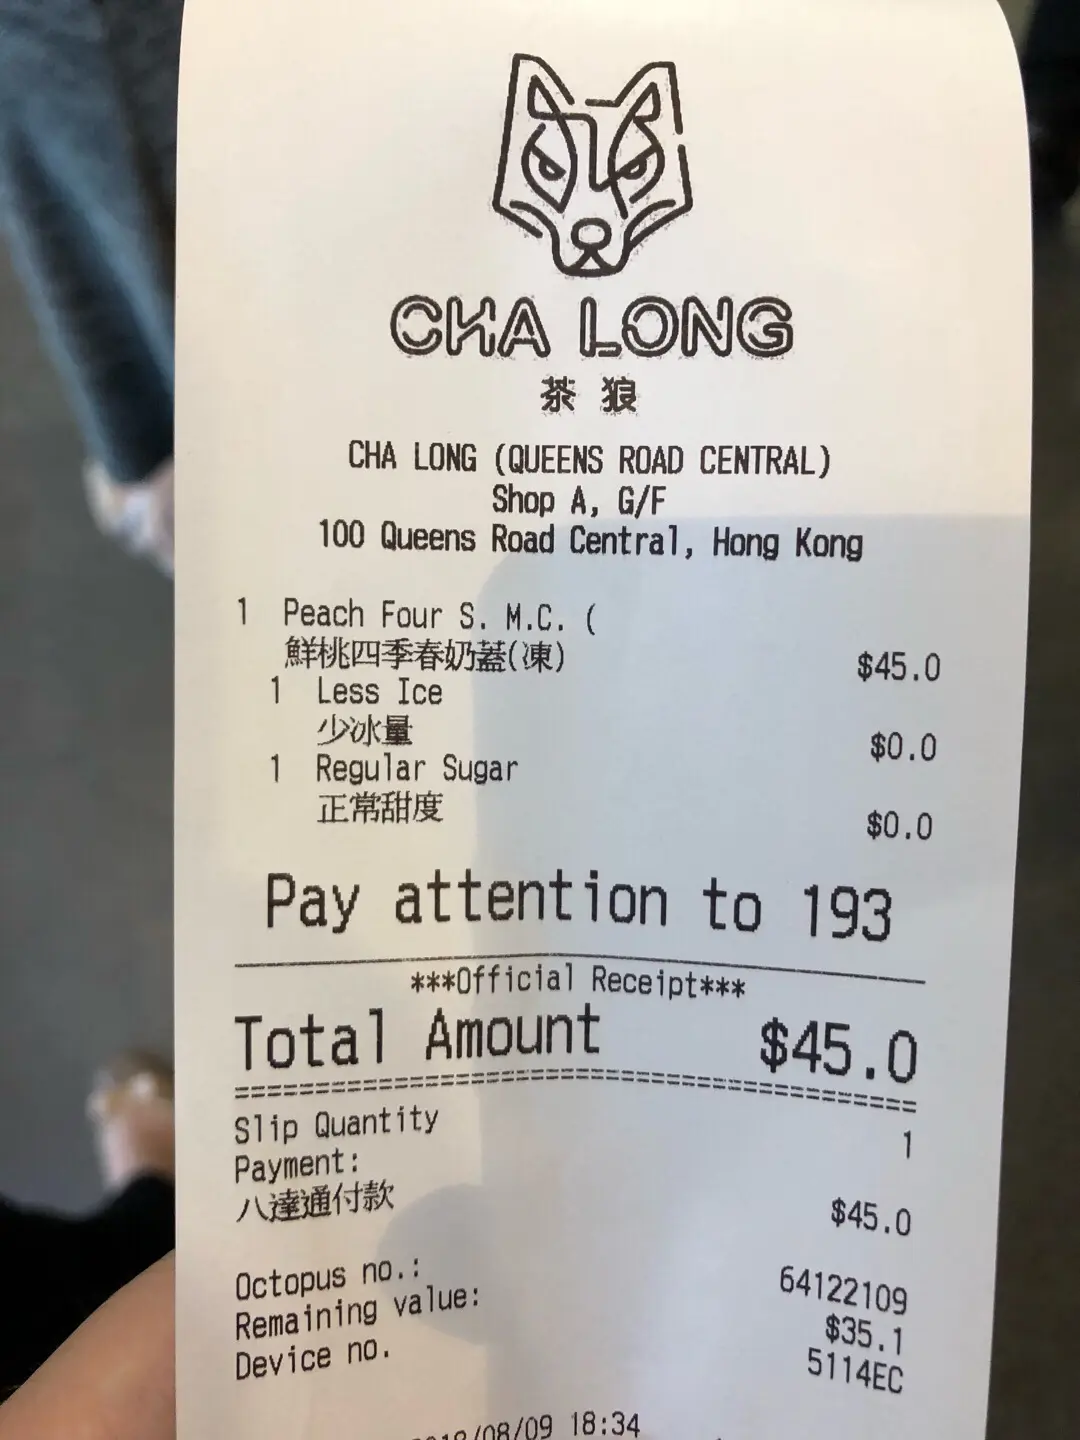 CHA LONG
茶狼
CHA LONG (QUEENS ROAD CENTRAL)
Shop A, G/F
100 Queens Road Central, Hong Kong
1 Peach Four S. M.C. (
鮮桃四季春奶蓋(凍) $45.0
1 Less Ice
少冰量 $0.0
1 Regular Sugar
正常甜度 $0.0
Pay attention to 193
***Official Receipt***
Total Amount $45.0
Slip Quantity 1
Payment:
八達通付款 $45.0
Octopus no.: 64122109
Remaining value: $35.1
Device no. 5114EC
/08/09 18:34